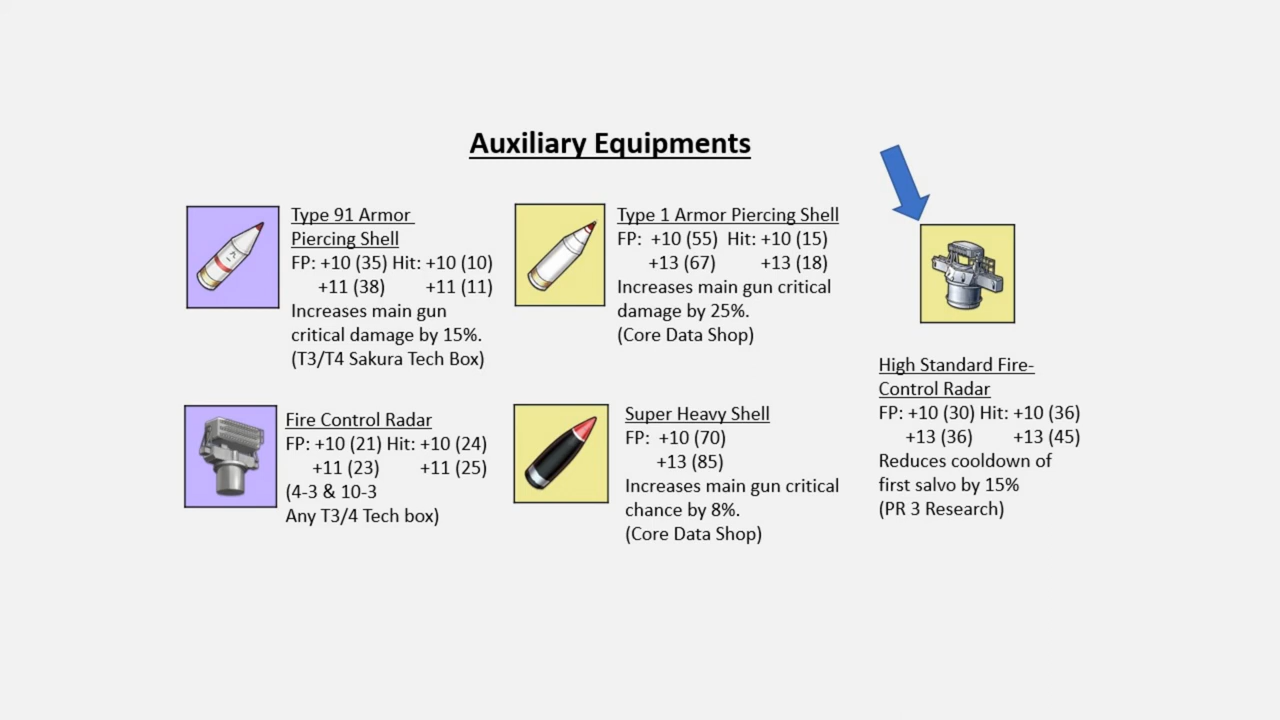 Auxiliary Equipments
Type 91 Armor
Piercing Shell
FP: +10 (35) Hit: +10 (10)
+11 (38) +11 (11)
Increases main gun
critical damage by 15%.
(T3/T4 Sakura Tech Box)
Type 1 Armor Piercing Shell
FP: +10 (55) Hit: +10 (15)
+13 (67) +13 (18)
Increases main gun critical
damage by 25%.
(Core Data Shop)
Fire Control Radar
FP: +10 (21) Hit: +10 (24)
+11 (23) +11 (25)
(4-3 & 10-3
Any T3/4 Tech box)
Super Heavy Shell
FP: +10 (70)
+13 (85)
Increases main gun critical
chance by 8%.
(Core Data Shop)
High Standard Fire-
Control Radar
FP: +10 (30) Hit: +10 (36)
+13 (36) +13 (45)
Reduces cooldown of
first salvo by 15%
(PR 3 Research)